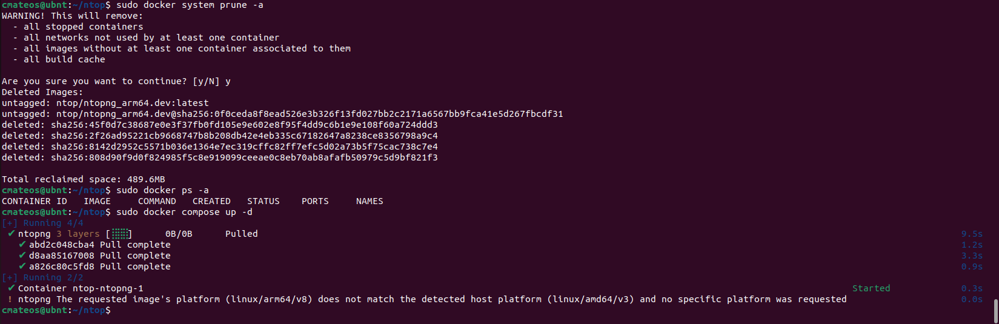 cmateos@ubnt:~/ntop$ sudo docker system prune -a
WARNING! This will remove:
  - all stopped containers
  - all networks not used by at least one container
  - all images without at least one container associated to them
  - all build cache
Are you sure you want to continue? [y/N] y
Deleted Images:
untagged: ntop/ntopng_arm64.dev:latest
untagged: ntop/ntopng_arm64.dev@sha256:0f0ceda8f8ead526e3b326f13fd027bb2c2171a6567bb9fca41e5d267fbcdf31
deleted: sha256:45f0d7c38687e0e3f37fb0fd105e9e602e8f95f4dd9c6b1e9e108f60a724ddd3
deleted: sha256:2f26ad95221cb9668747b8b208db42e4eb335c67182647a8238ce8356798a9c4
deleted: sha256:8142d2952c5571b036e1364e7ec319cffc82ff7efc5d02a73b5f75cac738c7e4
deleted: sha256:808d90f9d0f824985f5c8e919099ceeae0c8eb70ab8afafb50979c5d9bf821f3
Total reclaimed space: 489.6MB
cmateos@ubnt:~/ntop$ sudo docker ps -a
CONTAINER ID   IMAGE     COMMAND   CREATED   STATUS    PORTS     NAMES
cmateos@ubnt:~/ntop$ sudo docker compose up -d
[+] Running 4/4
 ✔ ntopng 3 layers [⣿⣿⣿]      0B/0B      Pulled 9.5s
   ✔ abd2c048cba4 Pull complete 1.2s
   ✔ d8aa85167008 Pull complete 3.3s
   ✔ a826c80c5fd8 Pull complete 0.9s
[+] Running 2/2
 ✔ Container ntop-ntopng-1 Started 0.3s
 ! ntopng The requested image's platform (linux/arm64/v8) does not match the detected host platform (linux/amd64/v3) and no specific platform was requested 0.0s
cmateos@ubnt:~/ntop$